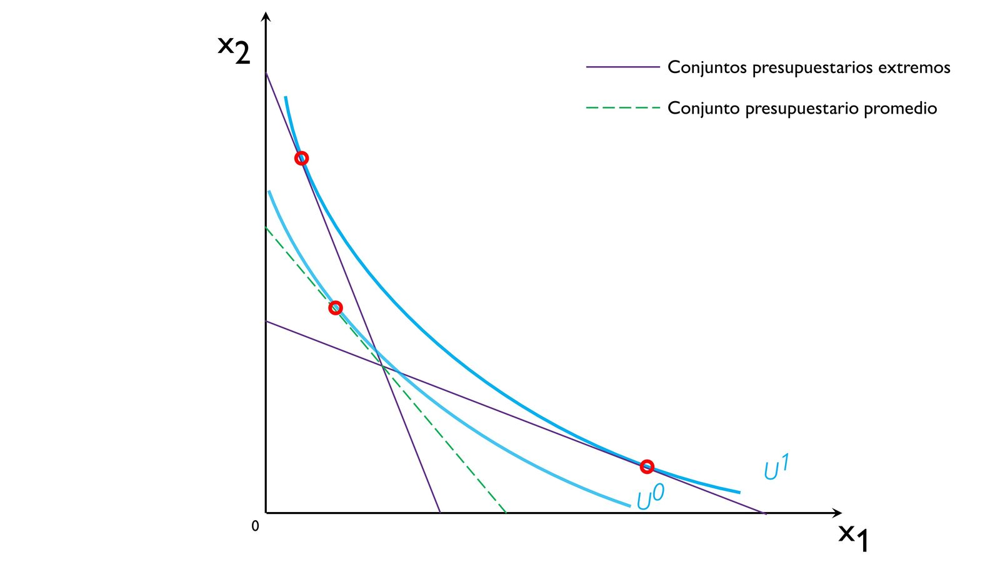 x₂
Conjuntos presupuestarios extremos
Conjunto presupuestario promedio
U¹
U⁰
0
x₁